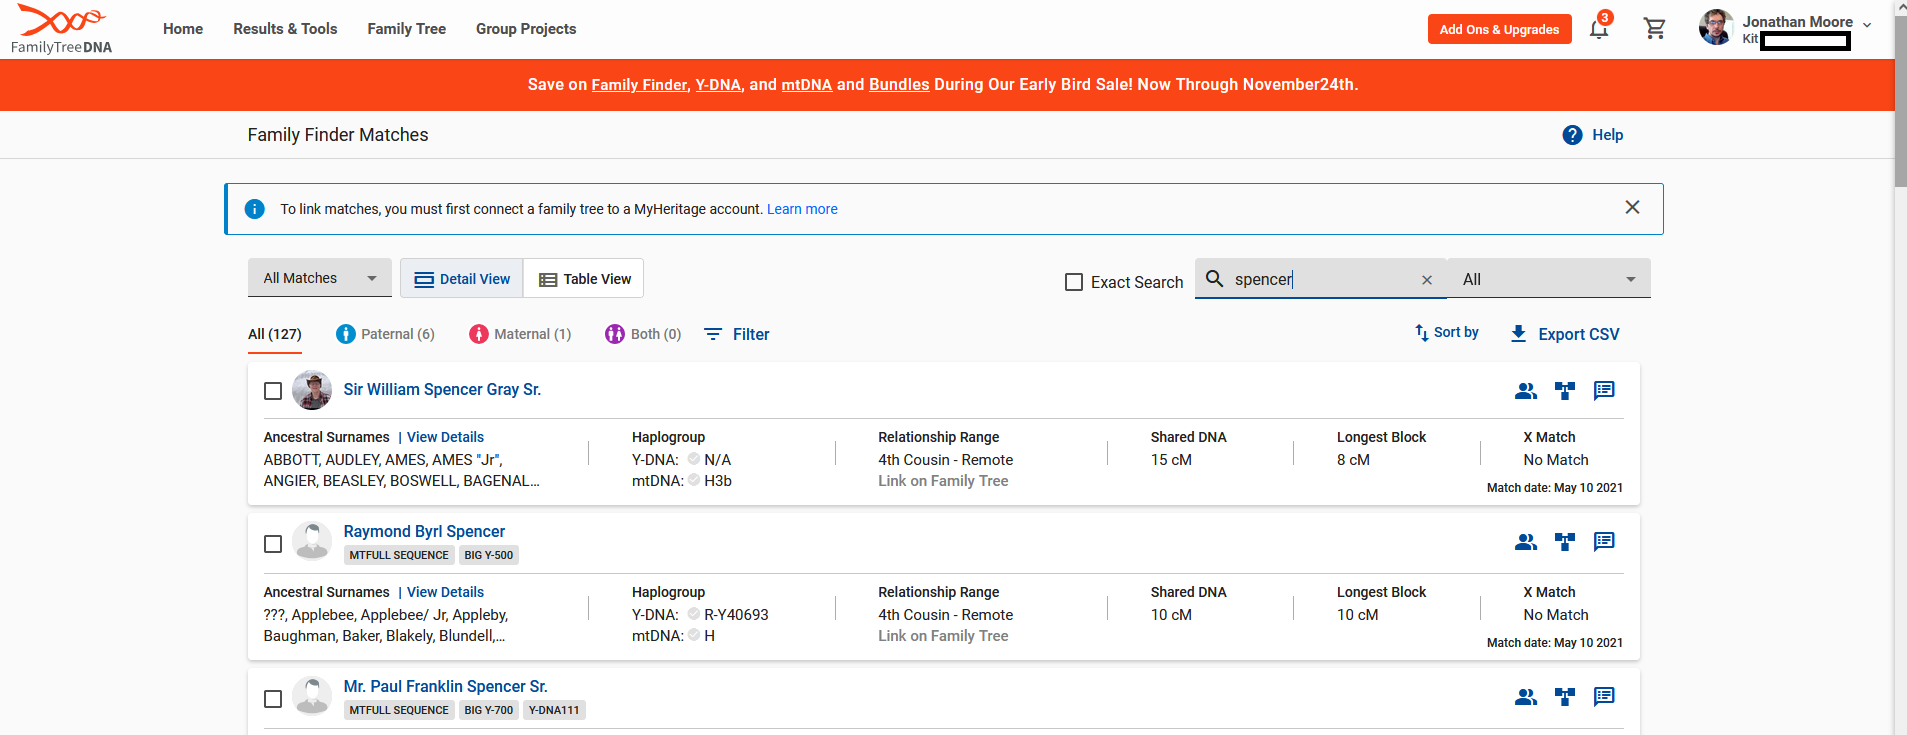 FamilyTreeDNA
Home Results & Tools Family Tree Group Projects
Add Ons & Upgrades
3
Jonathan Moore
Kit
Save on Family Finder, Y-DNA, and mtDNA and Bundles During Our Early Bird Sale! Now Through November24th.
Family Finder Matches
? Help
i To link matches, you must first connect a family tree to a MyHeritage account. Learn more
All Matches Detail View Table View Exact Search spencer All
All (127) Paternal (6) Maternal (1) Both (0) Filter Sort by Export CSV
Sir William Spencer Gray Sr.
Ancestral Surnames | View Details Haplogroup Relationship Range Shared DNA Longest Block X Match
ABBOTT, AUDLEY, AMES, AMES "Jr", Y-DNA: N/A 4th Cousin - Remote 15 cM 8 cM No Match
ANGIER, BEASLEY, BOSWELL, BAGENAL... mtDNA: H3b Link on Family Tree
Match date: May 10 2021
Raymond Byrl Spencer
MTFULL SEQUENCE BIG Y-500
Ancestral Surnames | View Details Haplogroup Relationship Range Shared DNA Longest Block X Match
???, Applebee, Applebee/ Jr, Appleby, Y-DNA: R-Y40693 4th Cousin - Remote 10 cM 10 cM No Match
Baughman, Baker, Blakely, Blundell,... mtDNA: H Link on Family Tree
Match date: May 10 2021
Mr. Paul Franklin Spencer Sr.
MTFULL SEQUENCE BIG Y-700 Y-DNA111